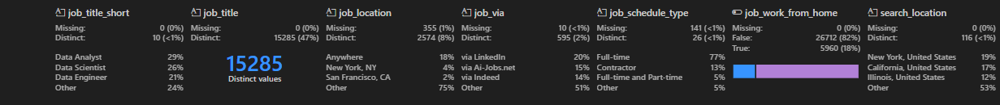 job_title_short
Missing: 0 (0%)
Distinct: 10 (<1%)
Data Analyst 29%
Data Scientist 26%
Data Engineer 21%
Other 24%
job_title
Missing: 0 (0%)
Distinct: 15285 (47%)
15285
Distinct values
job_location
Missing: 355 (1%)
Distinct: 2574 (8%)
Anywhere 18%
New York, NY 4%
San Francisco, CA 2%
Other 75%
job_via
Missing: 10 (<1%)
Distinct: 595 (2%)
via LinkedIn 20%
via Ai-Jobs.net 15%
via Indeed 14%
Other 51%
job_schedule_type
Missing: 141 (<1%)
Distinct: 26 (<1%)
Full-time 77%
Contractor 13%
Full-time and Part-time 5%
Other 5%
job_work_from_home
Missing: 0 (0%)
False: 26712 (82%)
True: 5960 (18%)
search_location
Missing: 0 (0%)
Distinct: 116 (<1%)
New York, United States 19%
California, United States 17%
Illinois, United States 12%
Other 53%